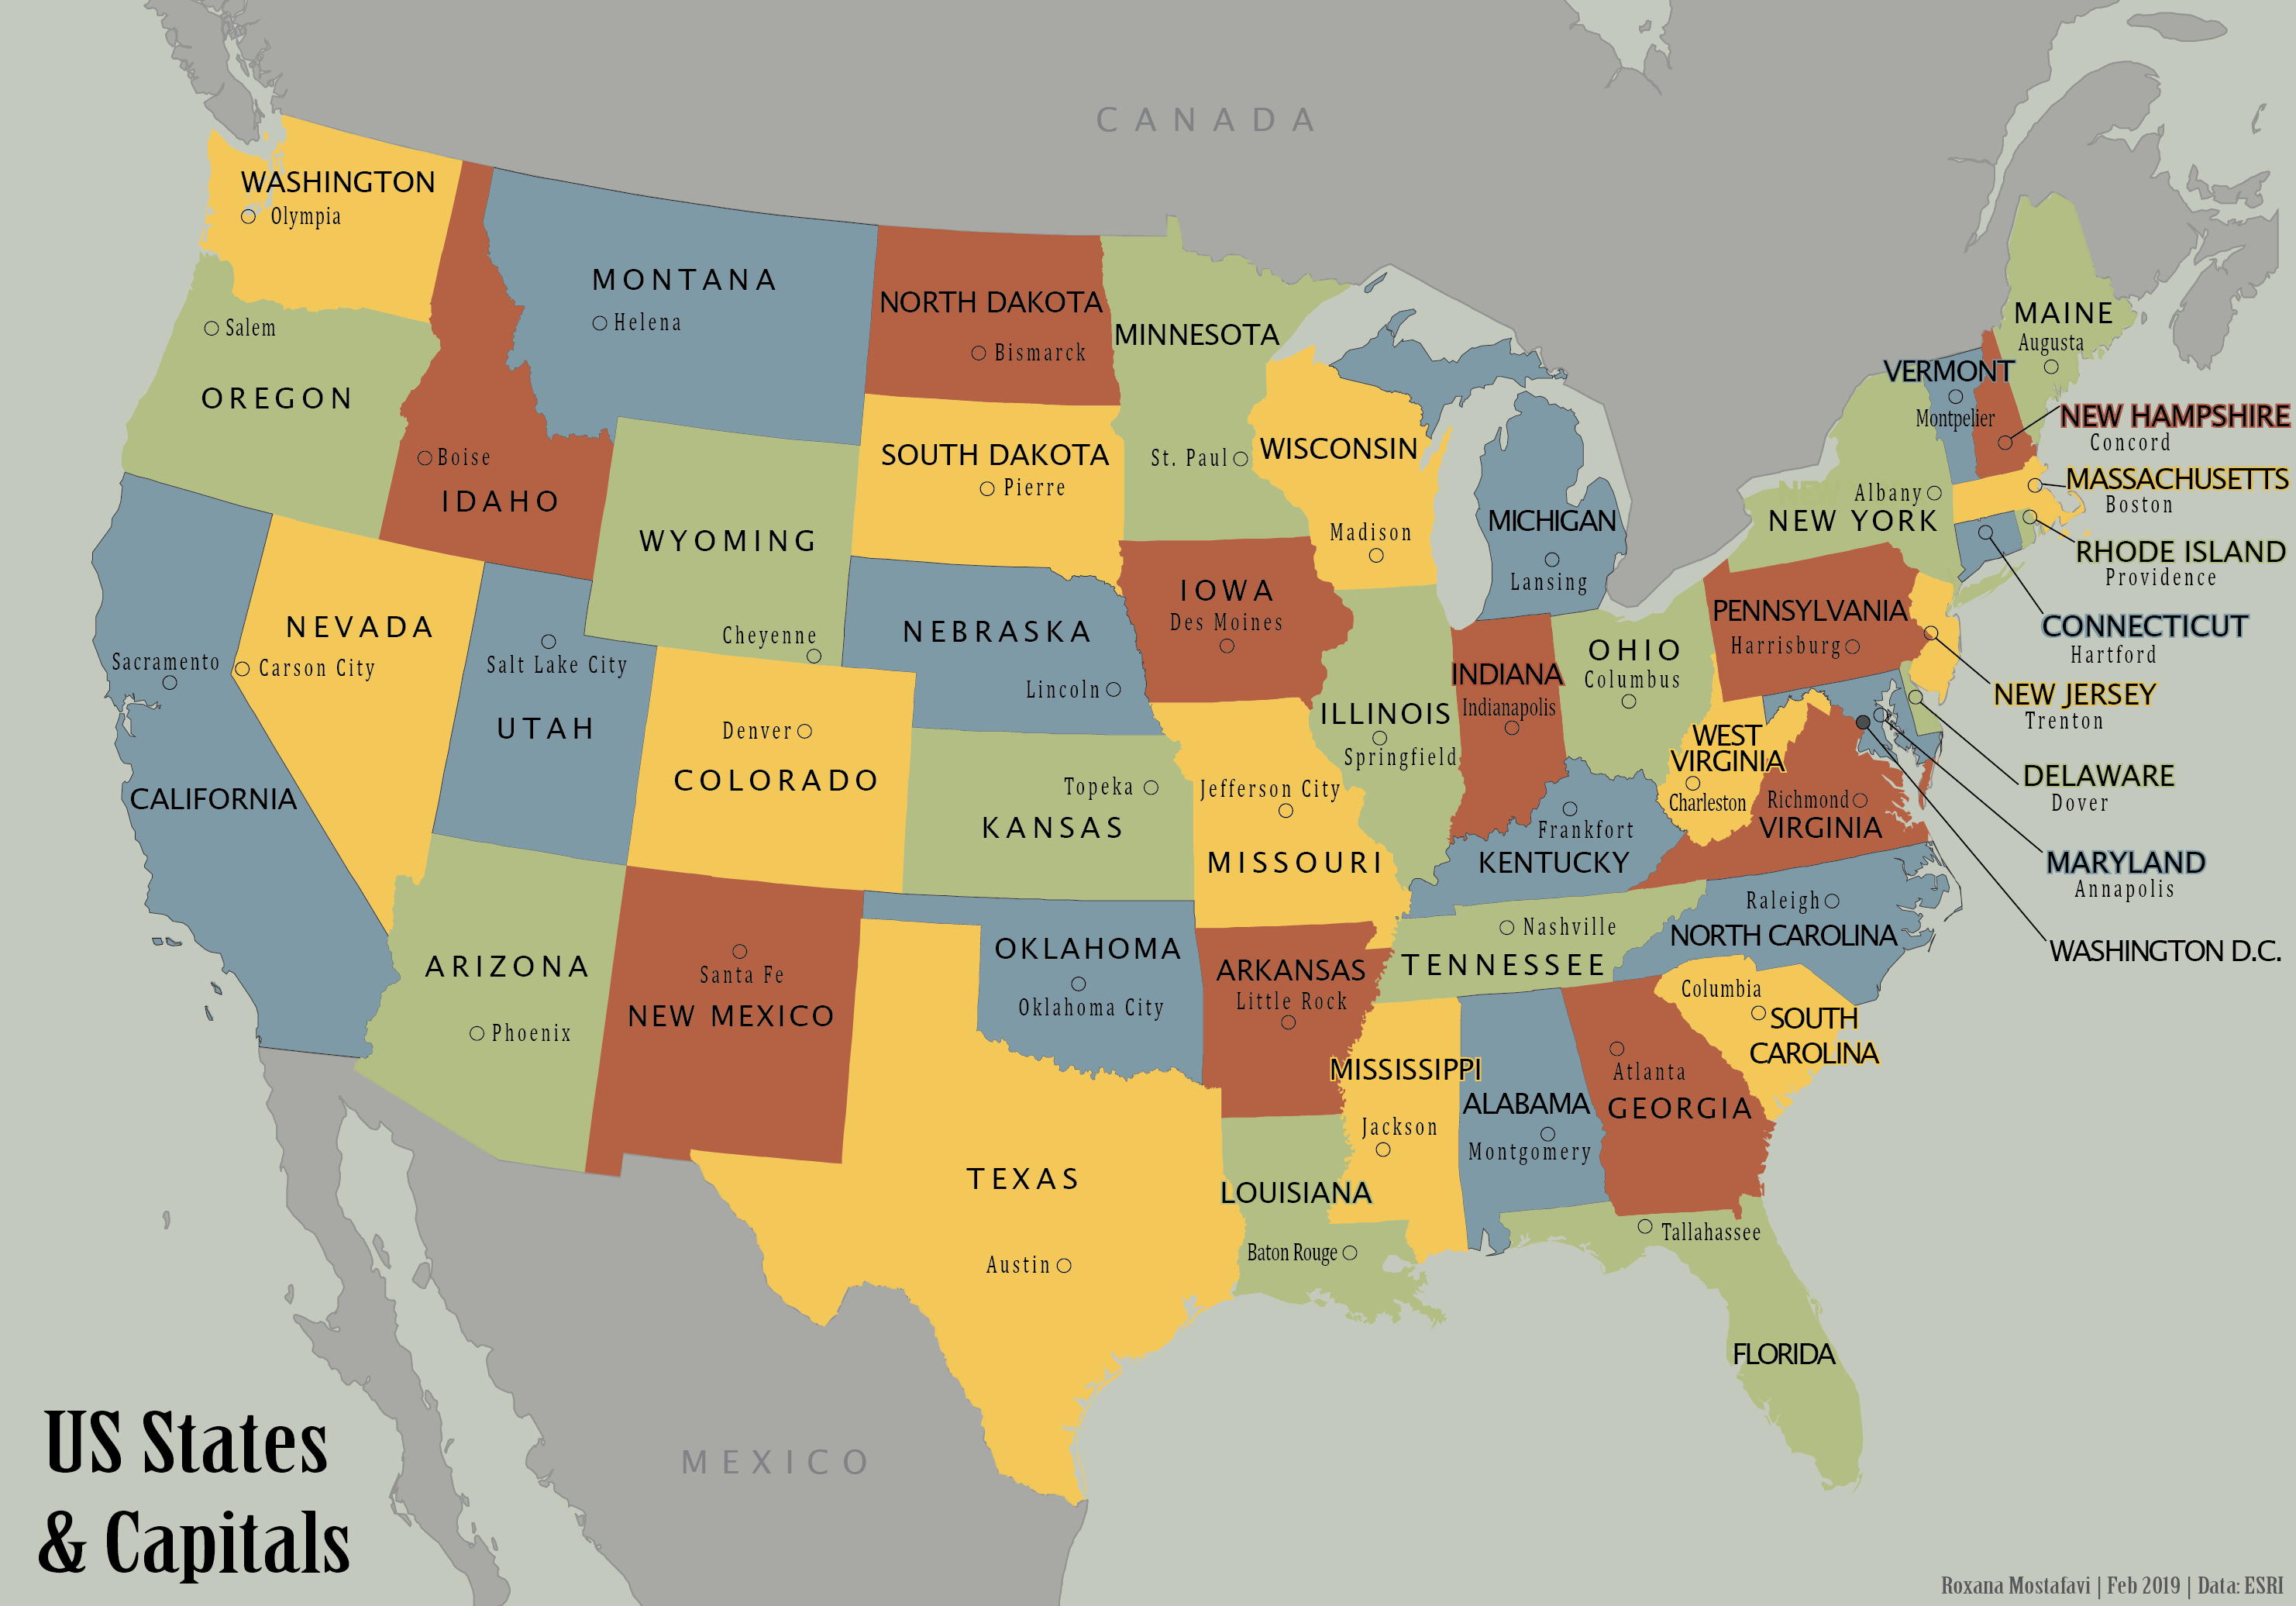 CANADA
WASHINGTON
Olympia
MONTANA
Helena
NORTH DAKOTA
Bismarck
MINNESOTA
St. Paul
Salem
OREGON
Boise
IDAHO
SOUTH DAKOTA
Pierre
WISCONSIN
Madison
MICHIGAN
Lansing
MAINE
Augusta
VERMONT
Montpelier
NEW HAMPSHIRE
Concord
MASSACHUSETTS
Boston
Albany
NEW YORK
RHODE ISLAND
Providence
CONNECTICUT
Hartford
WYOMING
Cheyenne
IOWA
Des Moines
NEBRASKA
Lincoln
NEVADA
Carson City
Sacramento
CALIFORNIA
Salt Lake City
UTAH
Denver
COLORADO
Topeka
KANSAS
Jefferson City
MISSOURI
ILLINOIS
Springfield
INDIANA
Indianapolis
OHIO
Columbus
PENNSYLVANIA
Harrisburg
NEW JERSEY
Trenton
WEST
VIRGINIA
Charleston
Richmond
VIRGINIA
DELAWARE
Dover
MARYLAND
Annapolis
WASHINGTON D.C.
Frankfort
KENTUCKY
Raleigh
NORTH CAROLINA
Nashville
TENNESSEE
ARIZONA
Phoenix
Santa Fe
NEW MEXICO
OKLAHOMA
Oklahoma City
ARKANSAS
Little Rock
Columbia
SOUTH
CAROLINA
MISSISSIPPI
Jackson
ALABAMA
Montgomery
Atlanta
GEORGIA
TEXAS
Austin
LOUISIANA
Baton Rouge
Tallahassee
FLORIDA
MEXICO
US States
& Capitals
Roxana Mostafavi | Feb 2019 | Data: ESRI